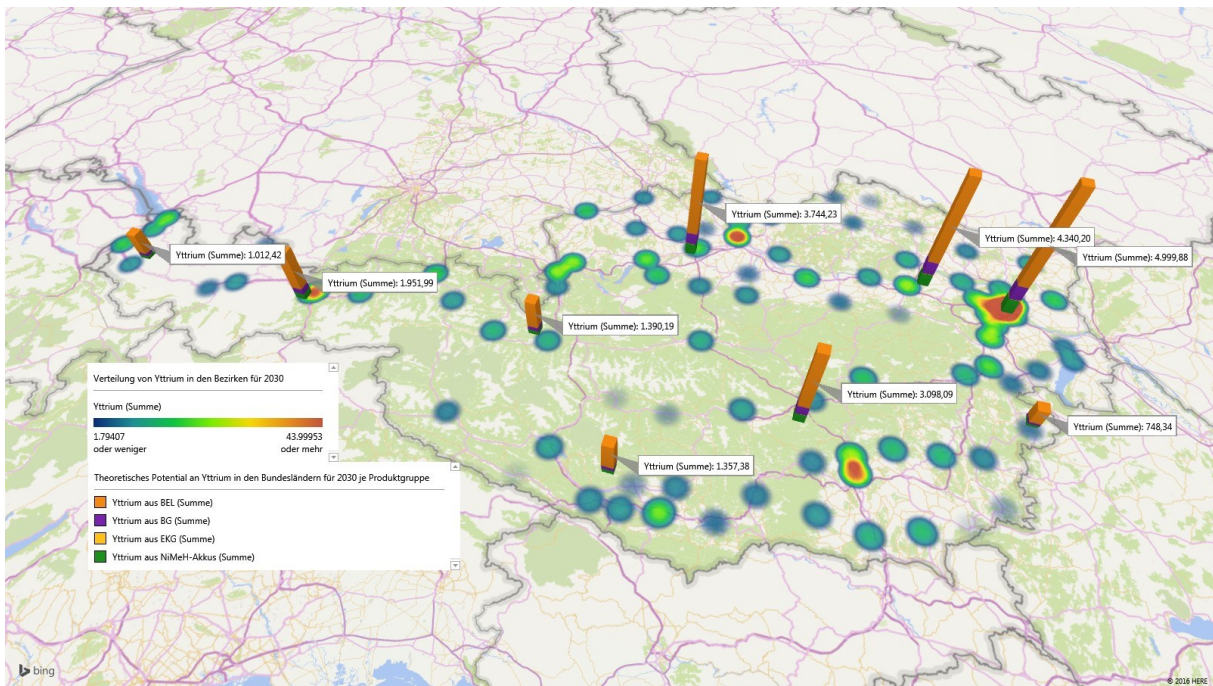 Yttrium (Summe): 3.744,23
Yttrium (Summe): 4.340,20
Yttrium (Summe): 1.012,42
Yttrium (Summe): 4.999,88
Yttrium (Summe): 1.951,99
Yttrium (Summe): 1.390,19
Verteilung von Yttrium in den Bezirken für 2030
Yttrium (Summe)
1.79407 43.99953
oder weniger oder mehr
Yttrium (Summe): 3.098,09
Yttrium (Summe): 748,34
Yttrium (Summe): 1.357,38
Theoretisches Potential an Yttrium in den Bundesländern für 2030 je Produktgruppe
Yttrium aus BEL (Summe)
Yttrium aus BG (Summe)
Yttrium aus EKG (Summe)
Yttrium aus NiMeH-Akkus (Summe)
bing
© 2016 HERE